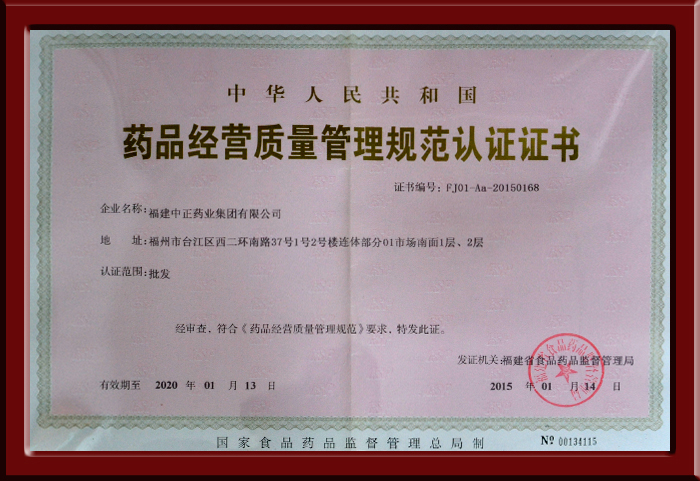 中华人民共和国
药品经营质量管理规范认证证书
证书编号：FJ01-Aa-20150168
企业名称：福建中正药业集团有限公司
地 址：福州市台江区西二环南路37号1号2号楼连体部分01市场南面1层、2层
认证范围：批发
经审查，符合《药品经营质量管理规范》要求，特发此证。
发证机关：福建省食品药品监督管理局
有效期至 2020 年 01 月 13 日
2015 年 01 月 14 日
国家食品药品监督管理总局制
Nº 00134115